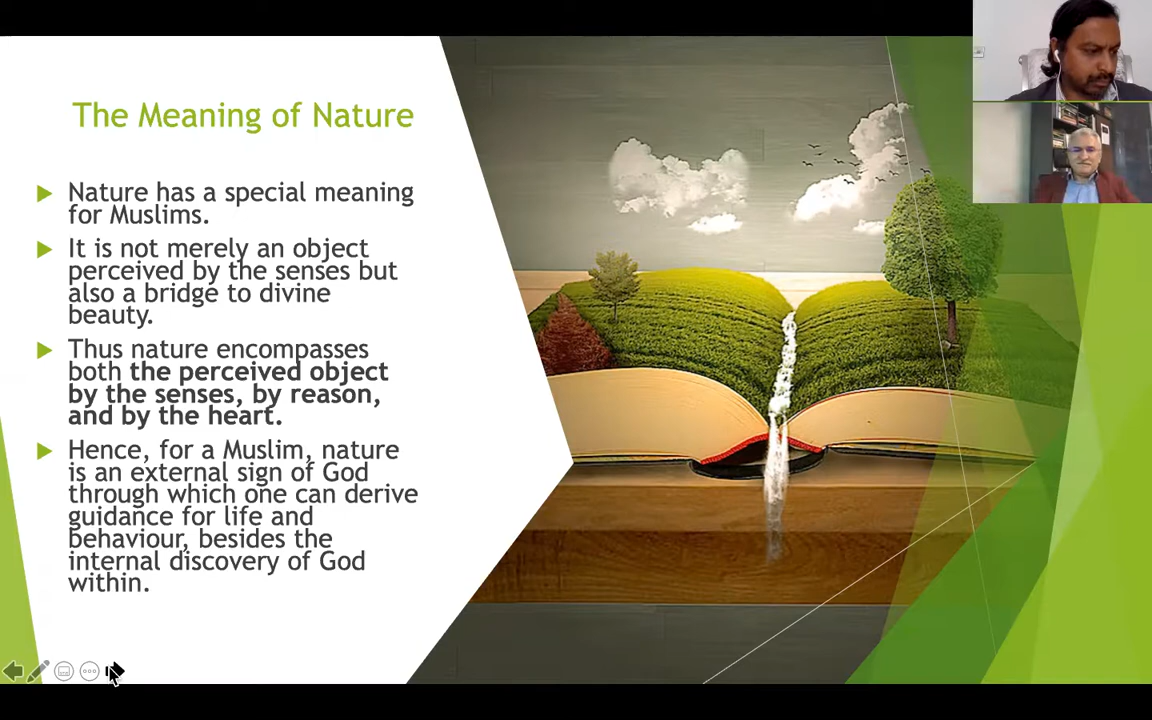 The Meaning of Nature
Nature has a special meaning
for Muslims.
It is not merely an object
perceived by the senses but
also a bridge to divine
beauty.
Thus nature encompasses
both the perceived object
by the senses, by reason,
and by the heart.
Hence, for a Muslim, nature
is an external sign of God
through which one can derive
guidance for life and
behaviour, besides the
internal discovery of God
within.